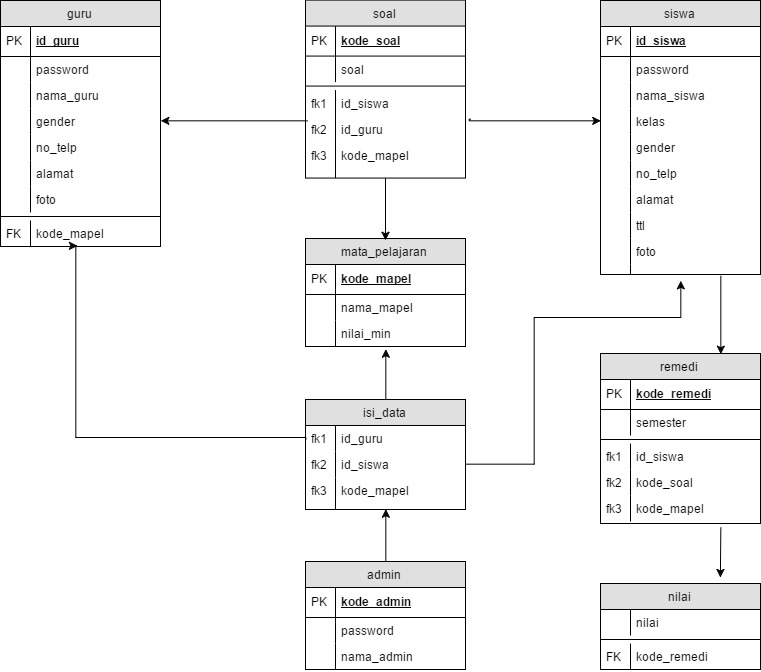 guru
PK id_guru
password
nama_guru
gender
no_telp
alamat
foto
FK kode_mapel
soal
PK kode_soal
soal
fk1 id_siswa
fk2 id_guru
fk3 kode_mapel
siswa
PK id_siswa
password
nama_siswa
kelas
gender
no_telp
alamat
ttl
foto
mata_pelajaran
PK kode_mapel
nama_mapel
nilai_min
isi_data
fk1 id_guru
fk2 id_siswa
fk3 kode_mapel
remedi
PK kode_remedi
semester
fk1 id_siswa
fk2 kode_soal
fk3 kode_mapel
admin
PK kode_admin
password
nama_admin
nilai
nilai
FK kode_remedi